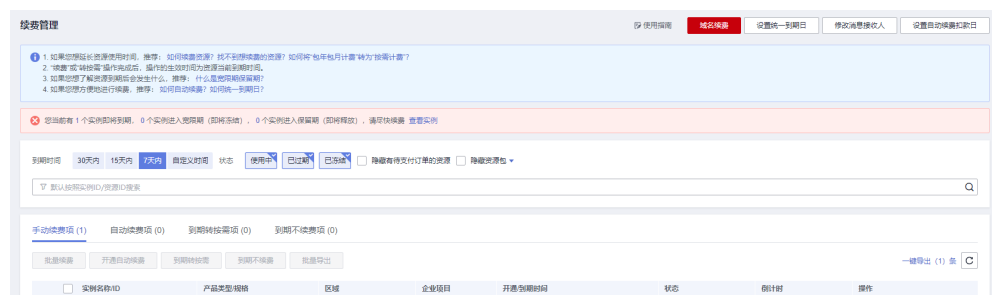 续费管理
使用指南 域名续费 设置统一到期日 修改消息接收人 设置自动续费扣款日
1. 如果您想延长资源使用时间，推荐： 如何续费资源？找不到想续费的资源？如何将“包年包月计费”转为“按需计费”？
2. “续费”或“转按需”操作完成后，操作的生效时间为资源当前到期时间。
3. 如果您想了解资源到期后会发生什么，推荐： 什么是宽限期保留期？
4. 如果您想方便地进行续费，推荐： 如何自动续费？如何统一到期日？
您当前有 1 个实例即将到期， 0 个实例进入宽限期（即将冻结）， 0 个实例进入保留期（即将释放），请尽快续费 查看实例
到期时间 30天内 15天内 7天内 自定义时间 状态 使用中 已过期 已冻结 隐藏有待支付订单的资源 隐藏资源包
默认按照实例ID/资源ID搜索
手动续费项 (1) 自动续费项 (0) 到期转按需项 (0) 到期不续费项 (0)
批量续费 开通自动续费 到期转按需 到期不续费 批量导出 一键导出（1）条
实例名称/ID 产品类型/规格 区域 企业项目 开通/到期时间 状态 倒计时 操作